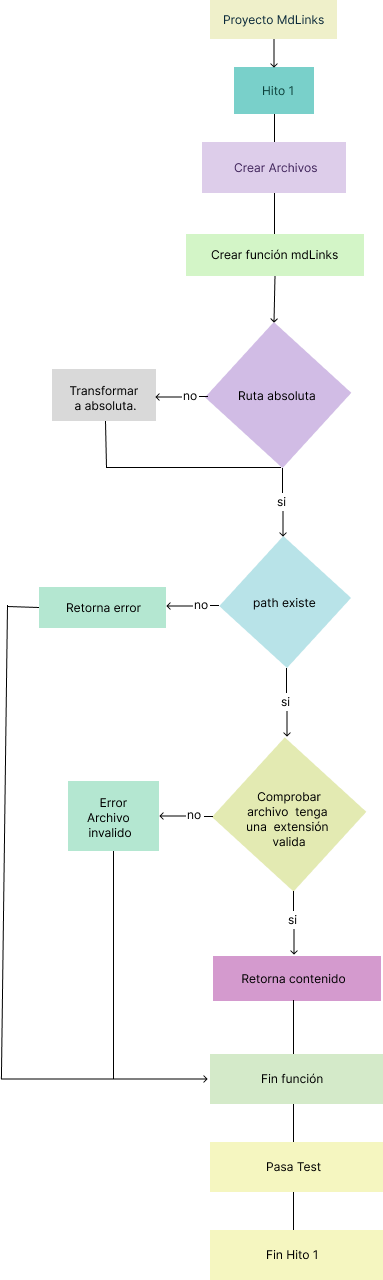 Proyecto MdLinks
Hito 1
Crear Archivos
Crear función mdLinks
Ruta absoluta
no
Transformar
a absoluta.
si
path existe
no
Retorna error
si
Comprobar
archivo tenga
una extensión
valida
no
Error
Archivo
invalido
si
Retorna contenido
Fin función
Pasa Test
Fin Hito 1